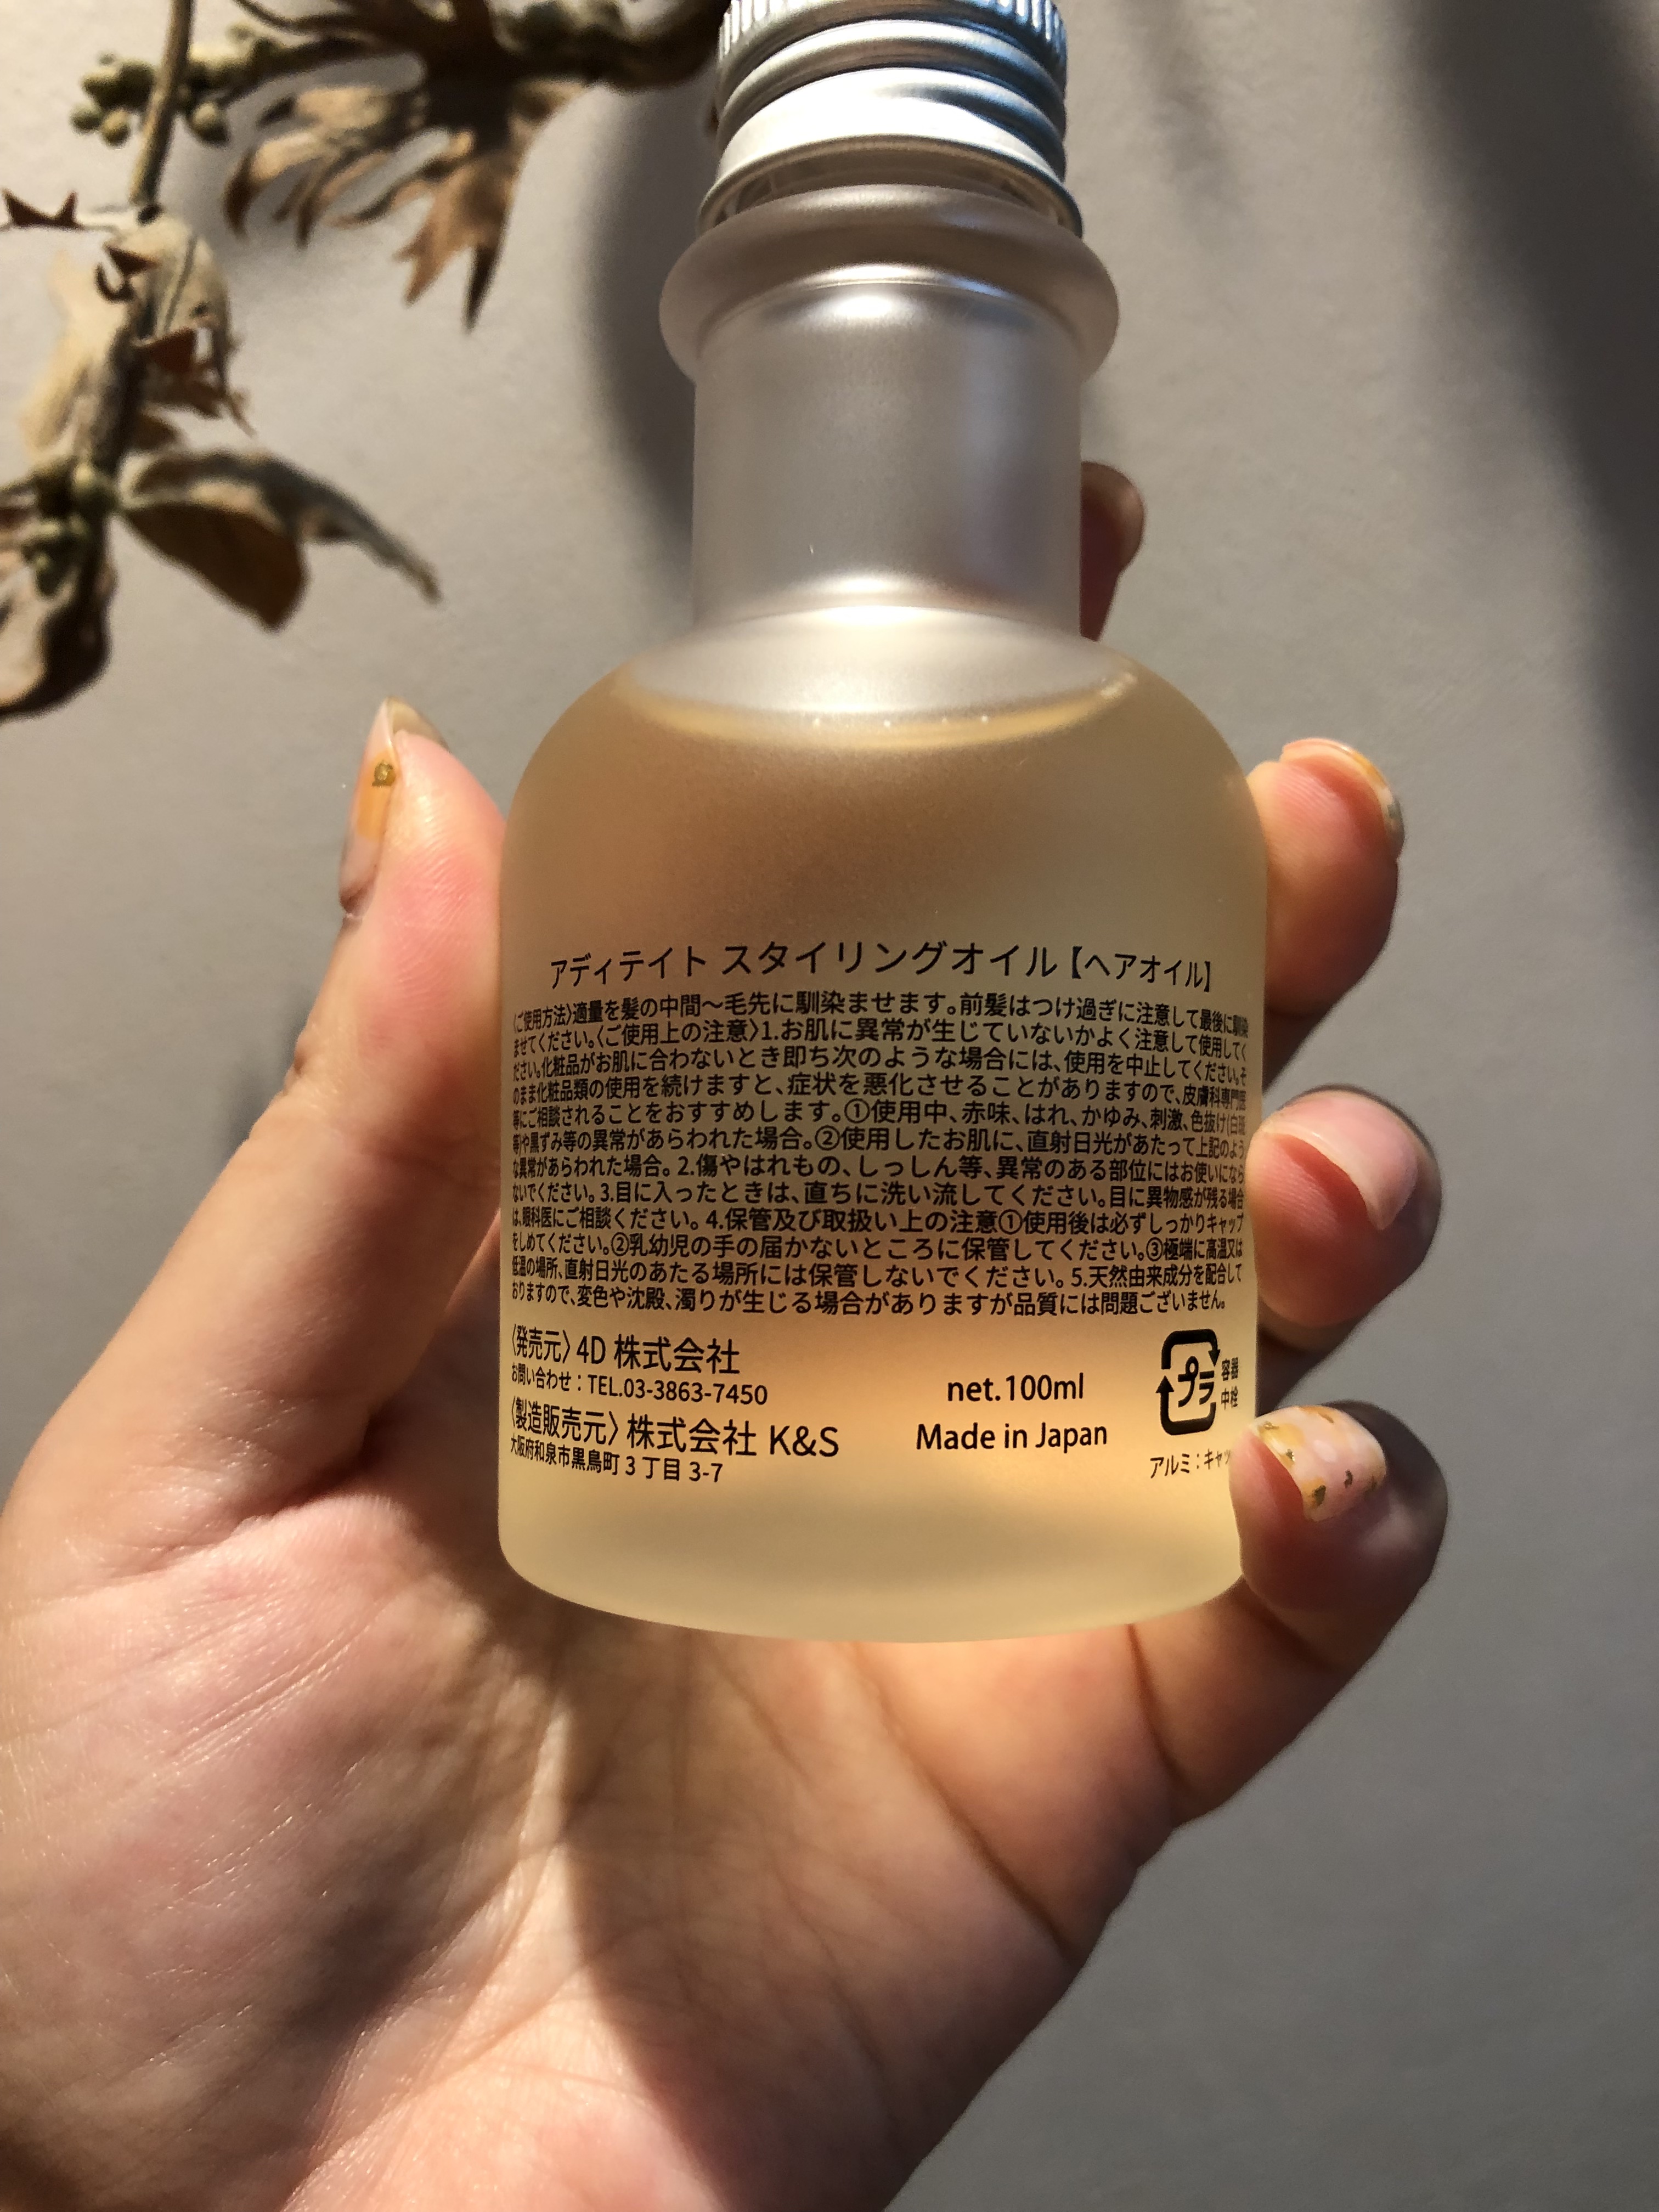 アディテイト スタイリングオイル【ヘアオイル】
〈ご使用方法〉適量を髪の中間〜毛先に馴染ませます。前髪はつけ過ぎに注意して最後に馴染
ませてください。〈ご使用上の注意〉1.お肌に異常が生じていないかよく注意して使用してく
ださい。化粧品がお肌に合わないとき即ち次のような場合には、使用を中止してください。そ
のまま化粧品類の使用を続けますと、症状を悪化させることがありますので、皮膚科専門医
等にご相談されることをおすすめします。①使用中、赤味、はれ、かゆみ、刺激、色抜け(白斑
等)や黒ずみ等の異常があらわれた場合。②使用したお肌に、直射日光があたって上記のよう
な異常があらわれた場合。2.傷やはれもの、しっしん等、異常のある部位にはお使いになら
ないでください。3.目に入ったときは、直ちに洗い流してください。目に異物感が残る場合
は、眼科医にご相談ください。4.保管及び取扱い上の注意①使用後は必ずしっかりキャップ
をしめてください。②乳幼児の手の届かないところに保管してください。③極端に高温又は
低温の場所、直射日光のあたる場所には保管しないでください。5.天然由来成分を配合して
おりますので、変色や沈殿、濁りが生じる場合がありますが品質には問題ございません。
〈発売元〉4D 株式会社
お問い合わせ：TEL.03-3863-7450
〈製造販売元〉株式会社 K&S
大阪府和泉市黒鳥町 3 丁目 3-7
net.100ml
Made in Japan
プラ
容器
中栓
アルミ：キャッ